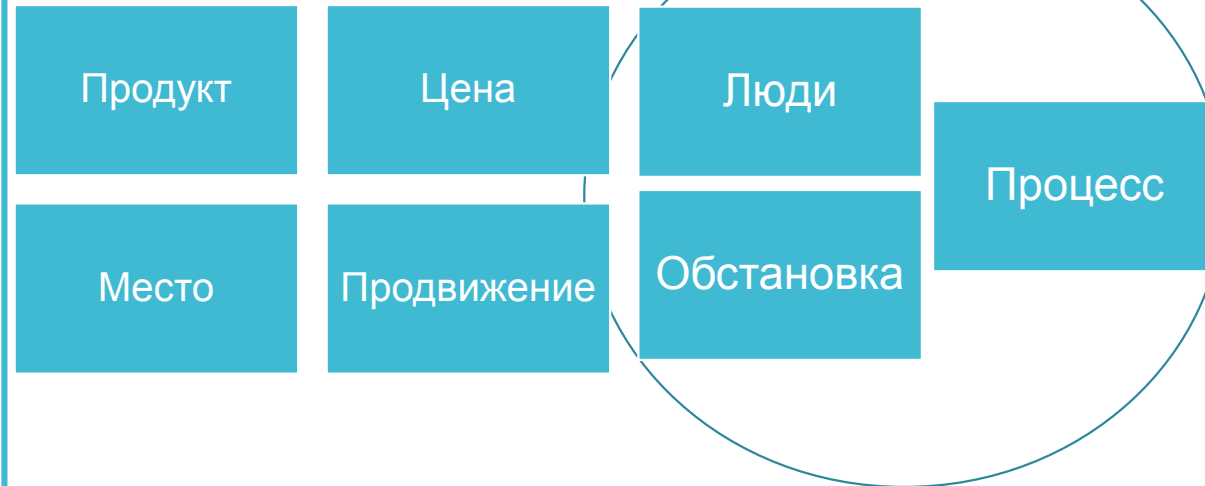 Продукт
Цена
Люди
Процесс
Место
Продвижение
Обстановка